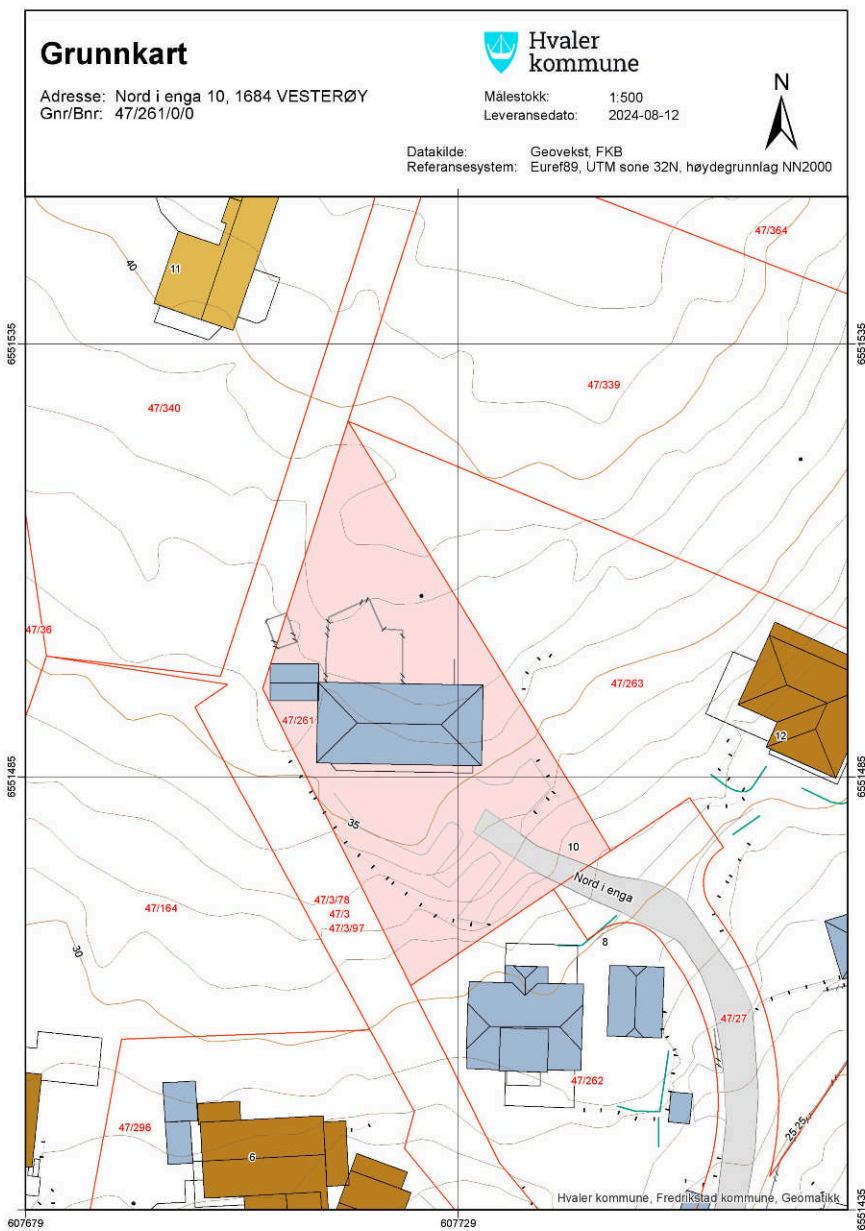 Grunnkart
Hvaler
kommune
Adresse: Nord i enga 10, 1684 VESTERØY
Gnr/Bnr: 47/261/0/0
Målestokk: 1:500
Leveransedato: 2024-08-12
N
Datakilde: Geovekst, FKB
Referansesystem: Euref89, UTM sone 32N, høydegrunnlag NN2000
47/364
40
11
6551535
6551535
47/339
47/340
47/36
47/263
47/261
12
6551485
6551485
35
10
Nord i enga
47/3/78
47/164
47/3
47/3/97
8
30
47/27
47/262
47/296
25
25
6
Hvaler kommune, Fredrikstad kommune, Geomatikk
6551435
607679
607729